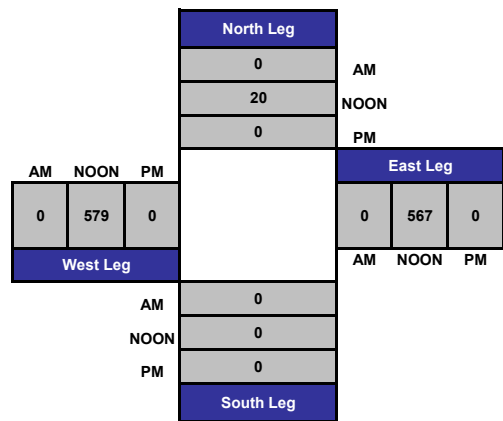 North Leg
0 AM
20 NOON
0 PM
AM NOON PM
East Leg
0 579 0
0 567 0
West Leg
AM NOON PM
AM 0
NOON 0
PM 0
South Leg